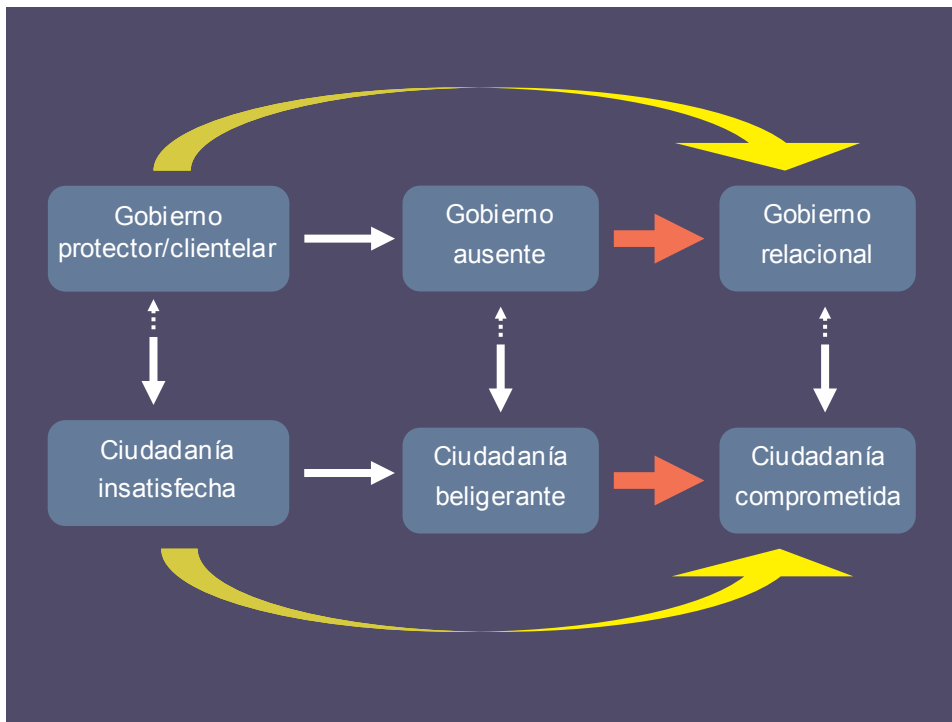 Gobierno
protector/clientelar
Gobierno
ausente
Gobierno
relacional
Ciudadanía
insatisfecha
Ciudadanía
beligerante
Ciudadanía
comprometida